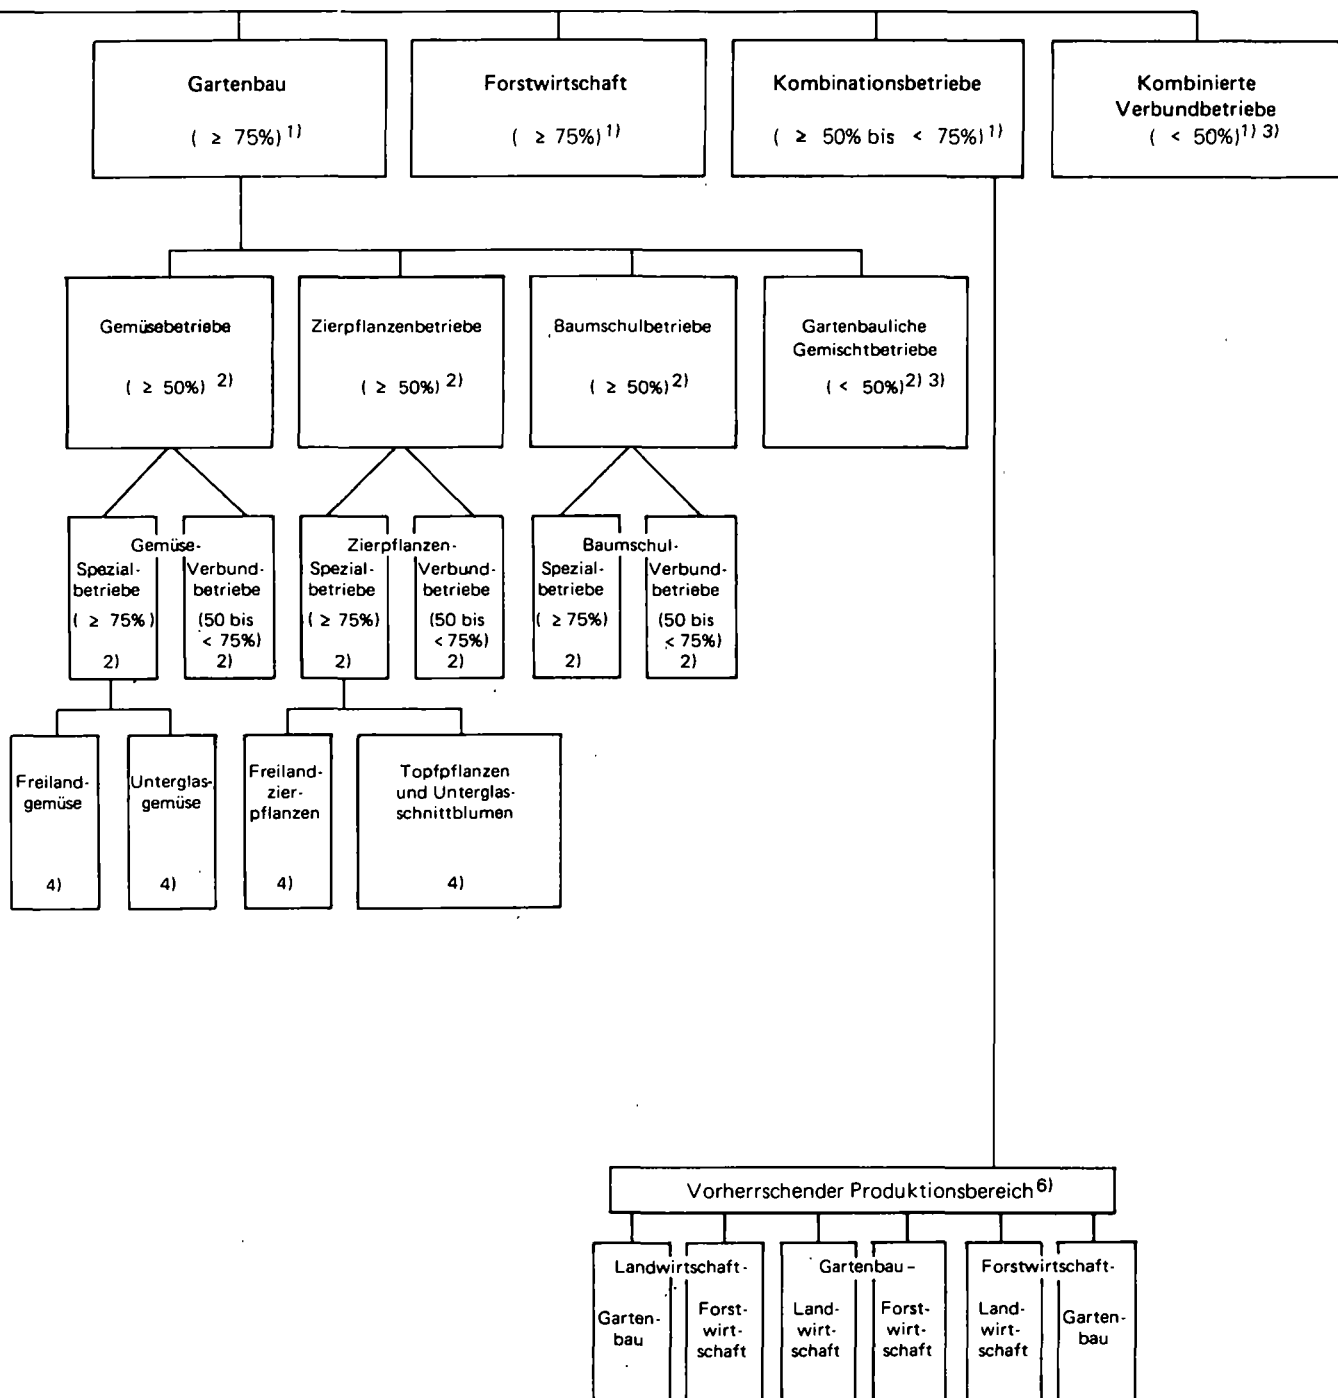 Gartenbau
( ≥ 75%) 1)
Forstwirtschaft
( ≥ 75%) 1)
Kombinationsbetriebe
( ≥ 50% bis < 75%) 1)
Kombinierte
Verbundbetriebe
( < 50%) 1) 3)
Gemüsebetriebe
( ≥ 50%) 2)
Zierpflanzenbetriebe
( ≥ 50%) 2)
Baumschulbetriebe
( ≥ 50%) 2)
Gartenbauliche
Gemischtbetriebe
( < 50%) 2) 3)
Gemüse-
Spezial-
betriebe
( ≥ 75%)
2)
Verbund-
betriebe
(50 bis
< 75%)
2)
Zierpflanzen-
Spezial-
betriebe
( ≥ 75%)
2)
Verbund-
betriebe
(50 bis
< 75%)
2)
Baumschul-
Spezial-
betriebe
( ≥ 75%)
2)
Verbund-
betriebe
(50 bis
< 75%)
2)
Freiland-
gemüse
4)
Unterglas-
gemüse
4)
Freiland-
zier-
pflanzen
4)
Topfpflanzen
und Unterglas-
schnittblumen
4)
Vorherrschender Produktionsbereich 6)
Landwirtschaft-
Garten-
bau
Forst-
wirt-
schaft
Gartenbau-
Land-
wirt-
schaft
Forst-
wirt-
schaft
Forstwirtschaft-
Land-
wirt-
schaft
Garten-
bau